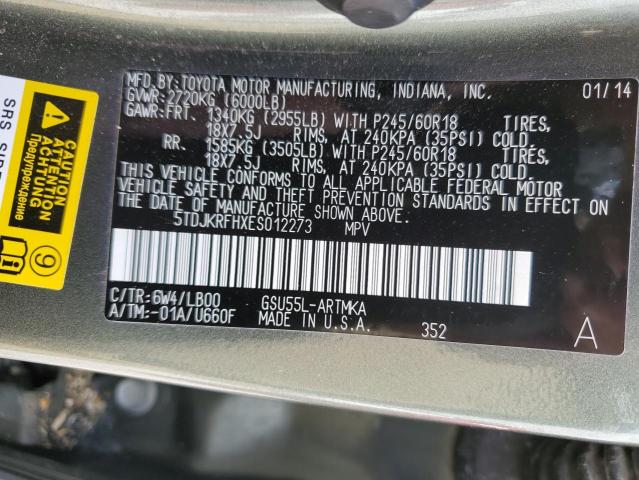 MFD.BY:TOYOTA MOTOR MANUFACTURING, INDIANA, INC. 01/14
GVWR:2720KG (6000LB)
GAWR:FRT. 1340KG (2955LB) WITH P245/60R18 TIRES,
18X7.5J RIMS, AT 240KPA (35PSI) COLD.
RR. 1585KG (3505LB) WITH P245/60R18 TIRES,
18X7.5J RIMS, AT 240KPA (35PSI) COLD.
THIS VEHICLE CONFORMS TO ALL APPLICABLE FEDERAL MOTOR
VEHICLE SAFETY AND THEFT PREVENTION STANDARDS IN EFFECT ON
THE DATE OF MANUFACTURE SHOWN ABOVE.
5TDJKRFHXES012273 MPV
C/TR:6W4/LB00 GSU55L-ARTMKA
A/TM:-01A/U660F MADE IN U.S.A. 352 A
CAUTION
ATTENTION
ACHTUNG
Предупреждение
9